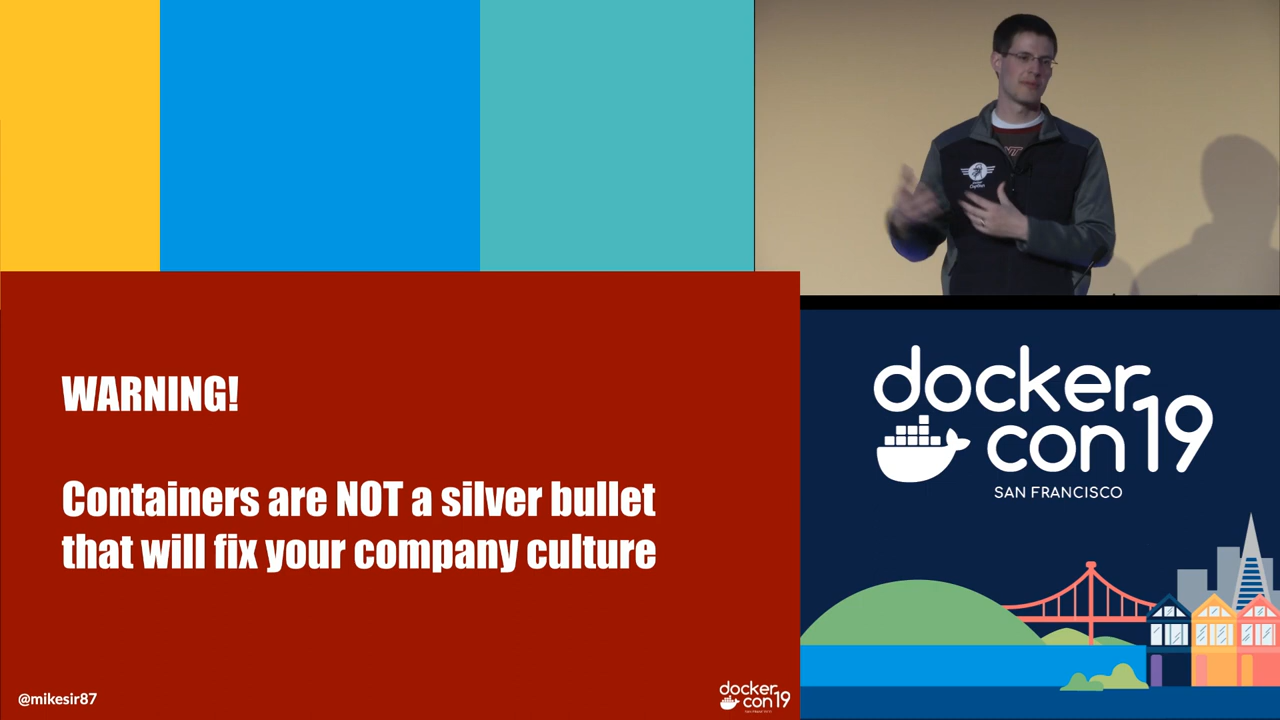 WARNING!
Containers are NOT a silver bullet
that will fix your company culture
@mikesir87
docker
con19
docker
con19
SAN FRANCISCO